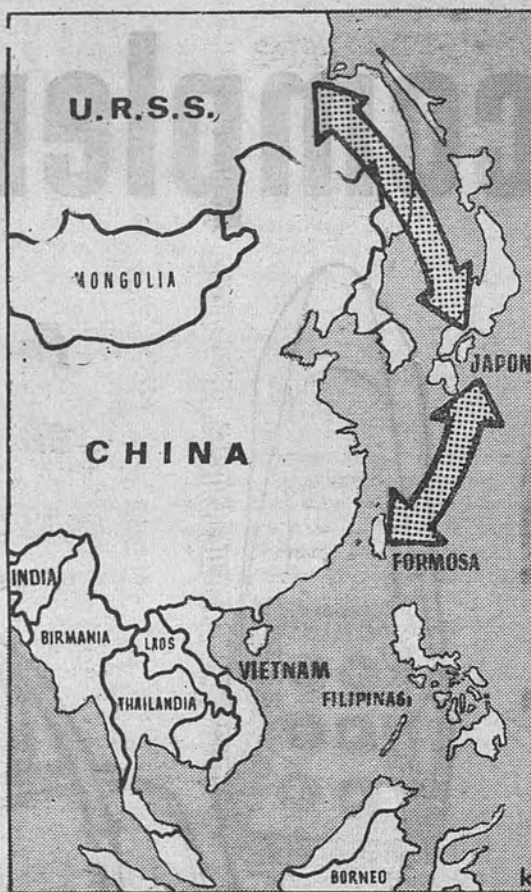 U.R.S.S.
MONGOLIA
JAPON
CHINA
FORMOSA
INDIA
BIRMANIA
LAOS
VIETNAM
THAILANDIA
FILIPINAS
BORNEO